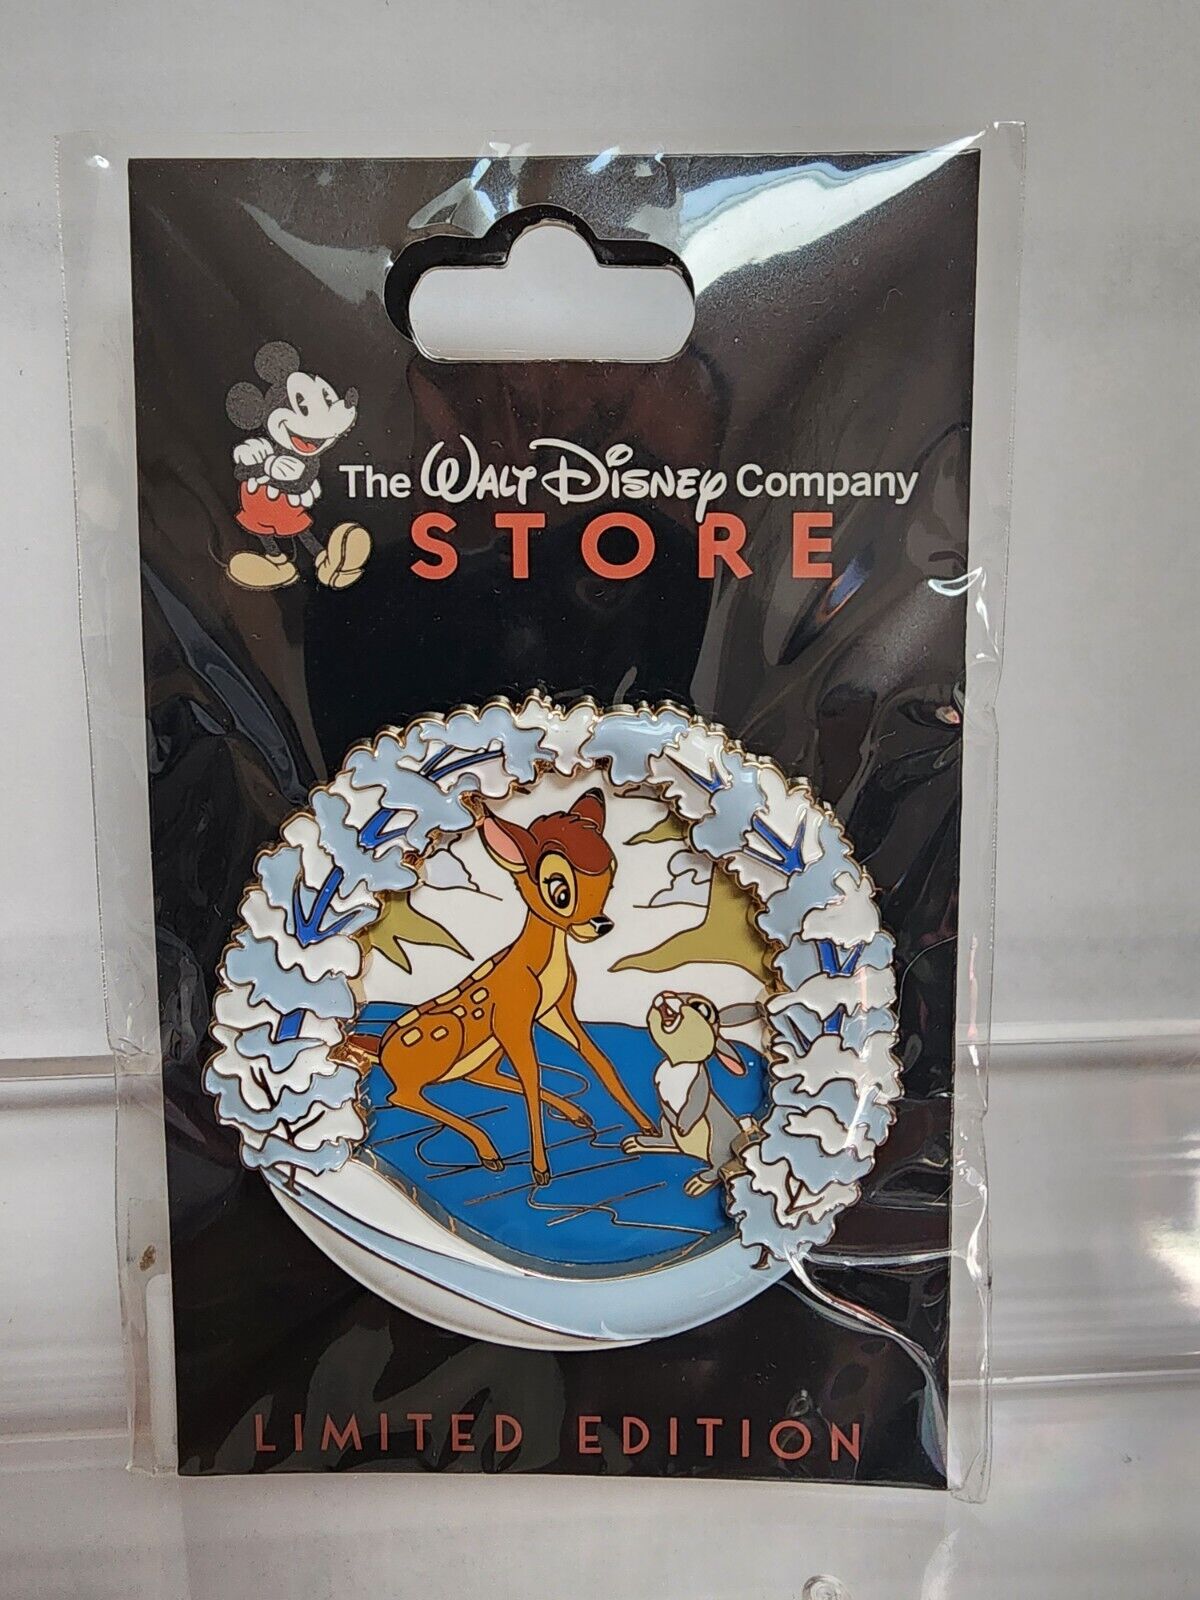 The Walt Disney Company
STORE
LIMITED EDITION